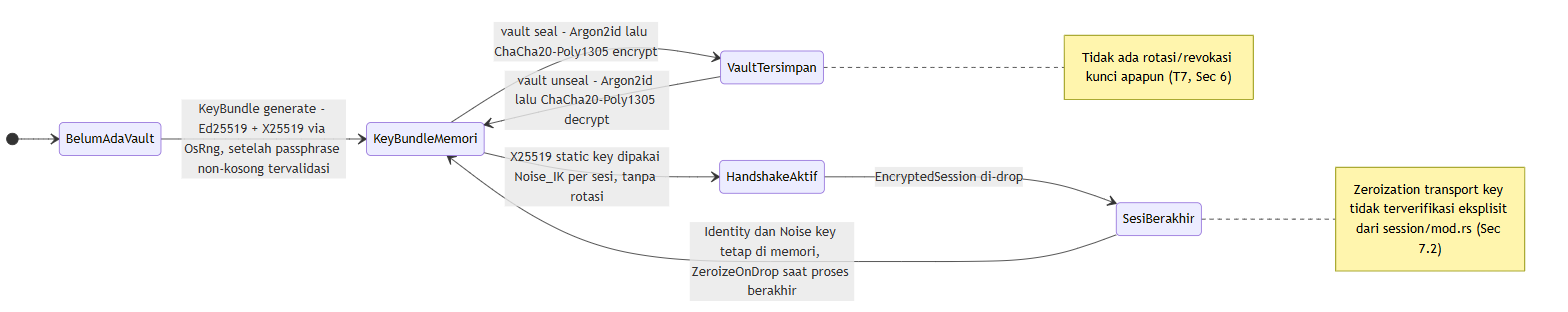 BelumAdaVault
KeyBundle generate -
Ed25519 + X25519 via
OsRng, setelah passphrase
non-kosong tervalidasi
KeyBundleMemori
vault seal - Argon2id lalu
ChaCha20-Poly1305 encrypt
vault unseal - Argon2id
lalu ChaCha20-Poly1305
decrypt
VaultTersimpan
Tidak ada rotasi/revokasi
kunci apapun (T7, Sec 6)
X25519 static key dipakai
Noise_IK per sesi, tanpa
rotasi
HandshakeAktif
EncryptedSession di-drop
SesiBerakhir
Zeroization transport key
tidak terverifikasi eksplisit
dari session/mod.rs (Sec
7.2)
Identity dan Noise key
tetap di memori,
ZeroizeOnDrop saat proses
berakhir